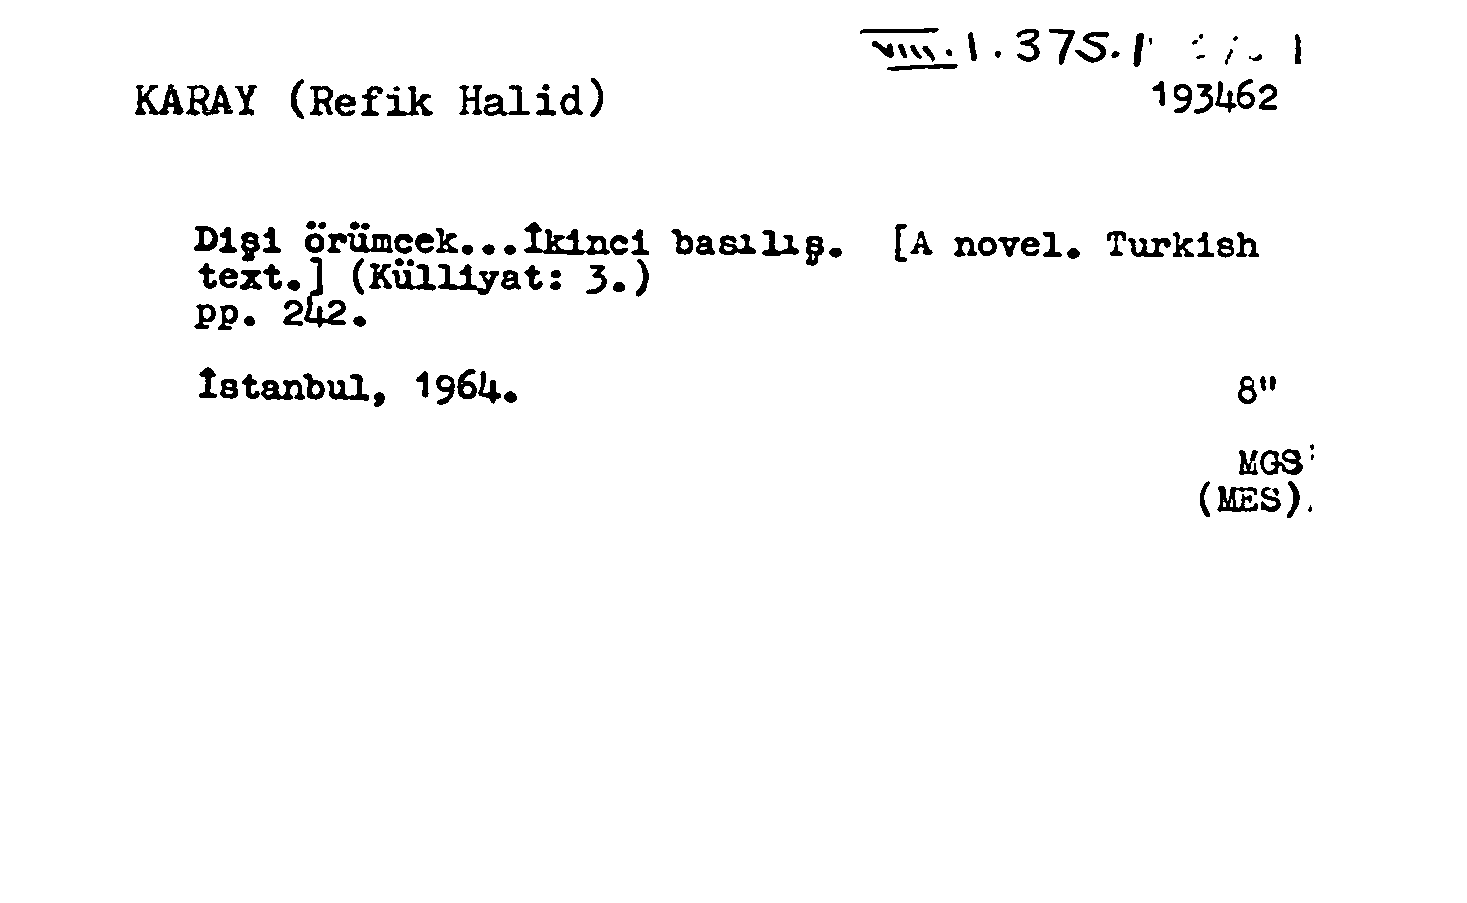 VIII.1.375.1
KARAY (Refik Halid) 193462
Dişi örümcek...İkinci basılış. [A novel. Turkish
text.] (Külliyat: 3.)
pp. 242.
İstanbul, 1964. 8"
MGS
(MES).